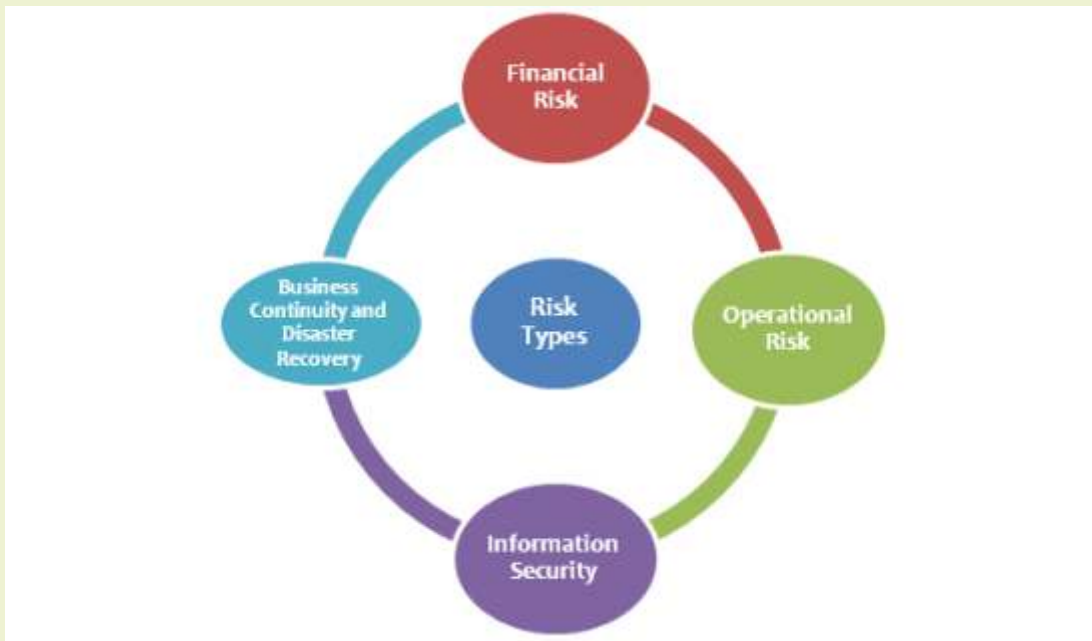 Financial
Risk
Business
Continuity and
Disaster
Recovery
Risk
Types
Operational
Risk
Information
Security